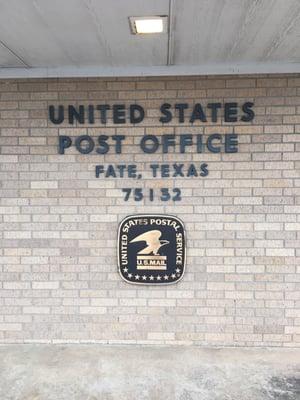 UNITED STATES
POST OFFICE
FATE, TEXAS
75132
UNITED STATES POSTAL SERVICE
U.S.MAIL